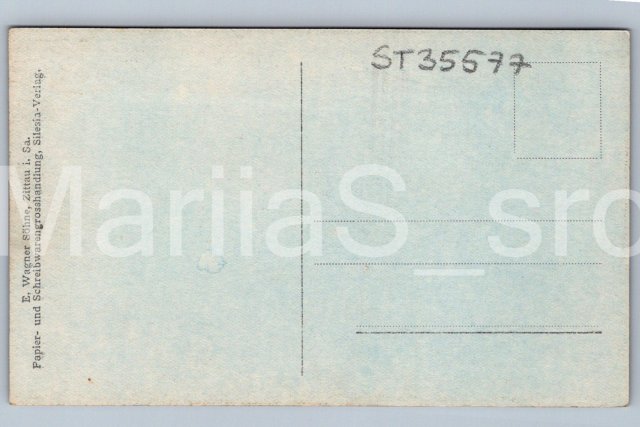 ST35577
E. Wagner Söhne, Zittau i. Sa.
Papier- und Schreibwarengrosshandlung, Silesia-Verlag,
MariiaS_sro